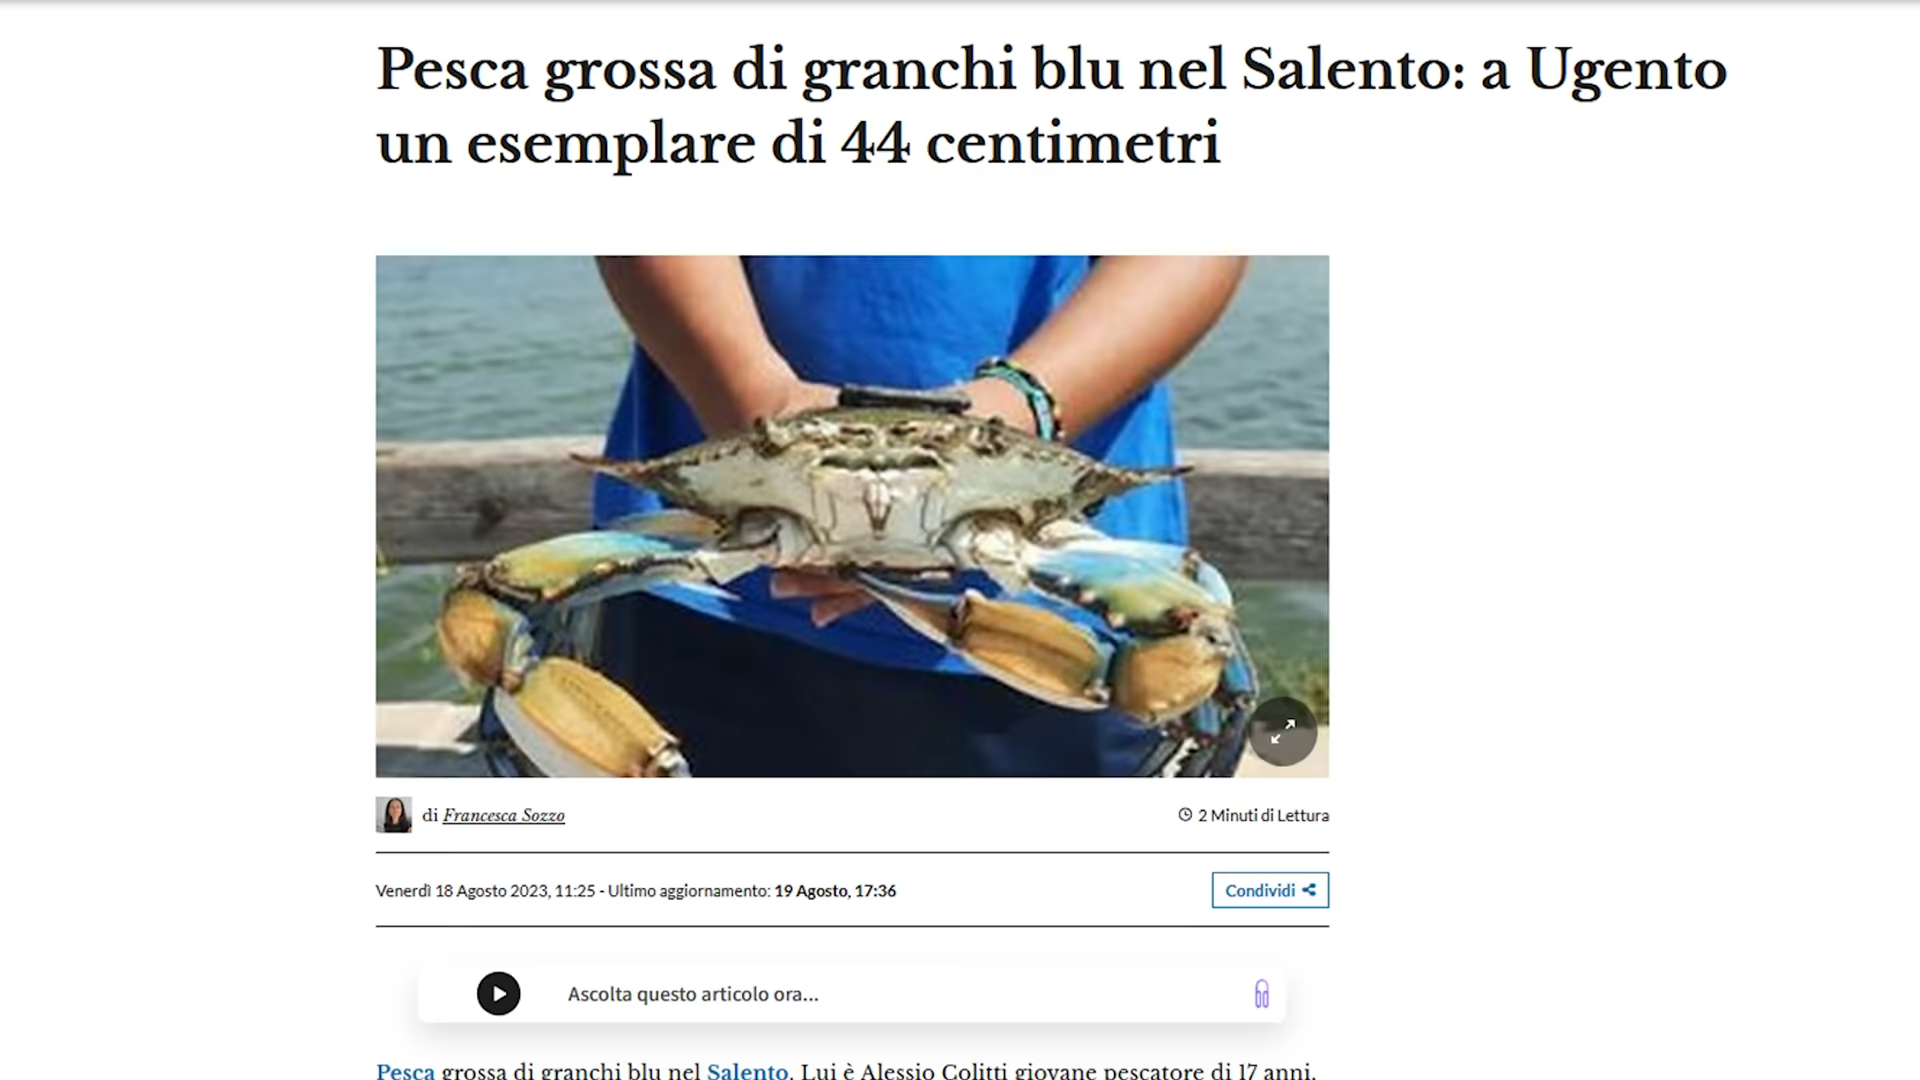 Pesca grossa di granchi blu nel Salento: a Ugento
un esemplare di 44 centimetri
di Francesca Sozzo
2 Minuti di Lettura
Venerdì 18 Agosto 2023, 11:25 - Ultimo aggiornamento: 19 Agosto, 17:36
Condividi
Ascolta questo articolo ora...
Pesca grossa di granchi blu nel Salento. Lui è Alessio Colitti giovane pescatore di 17 anni.